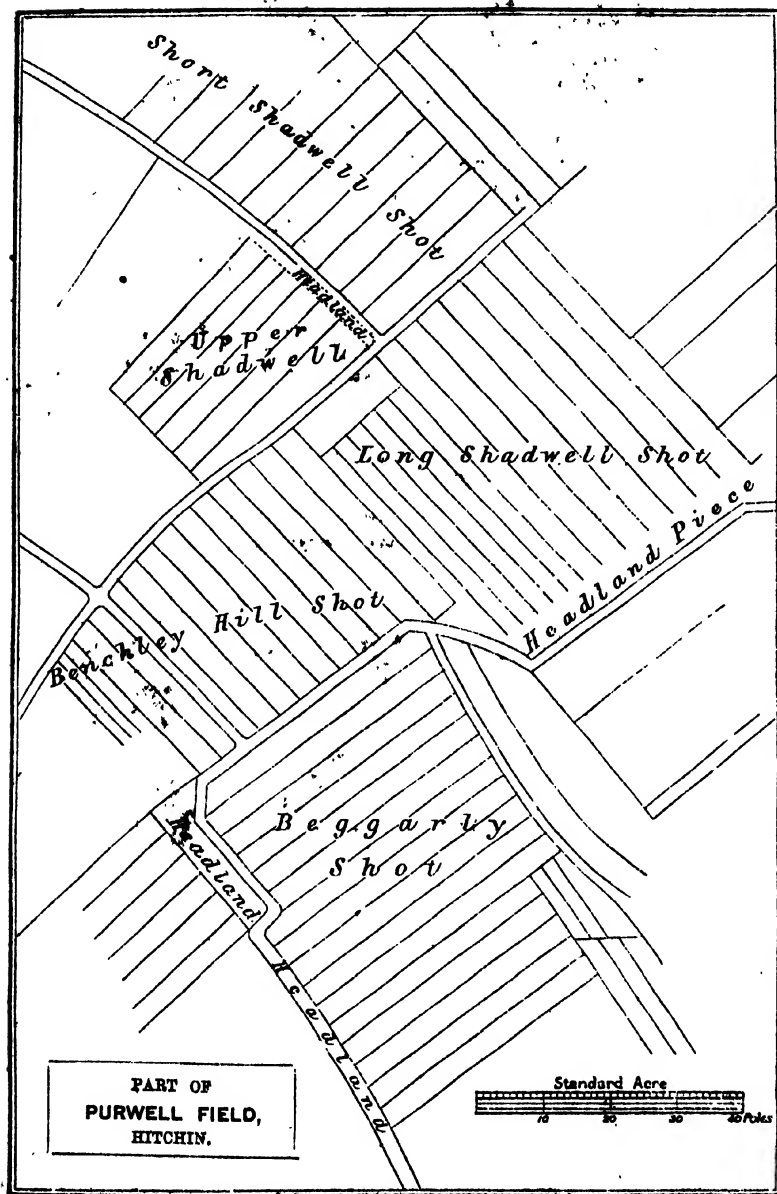 Short Shadwell Shot
Headland
Upper
Shadwell
Long Shadwell Shot
Headland Piece
Benchley Hill Shot
Beggarly
Shot
Headland
Headland
PART OF
PURWELL FIELD,
HITCHIN.
Standard Acre
10 20 30 40 Poles